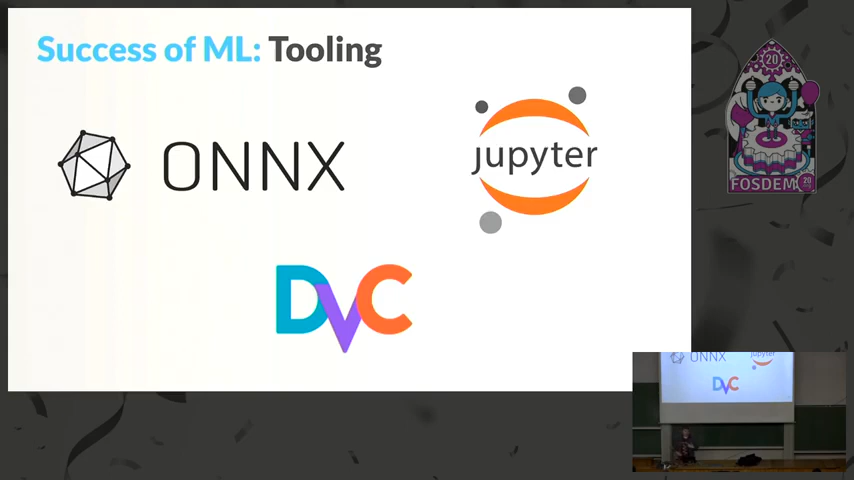 Success of ML: Tooling
ONNX
jupyter
DVC
20
FOSDEM 20
ONNX
jupyter
DVC